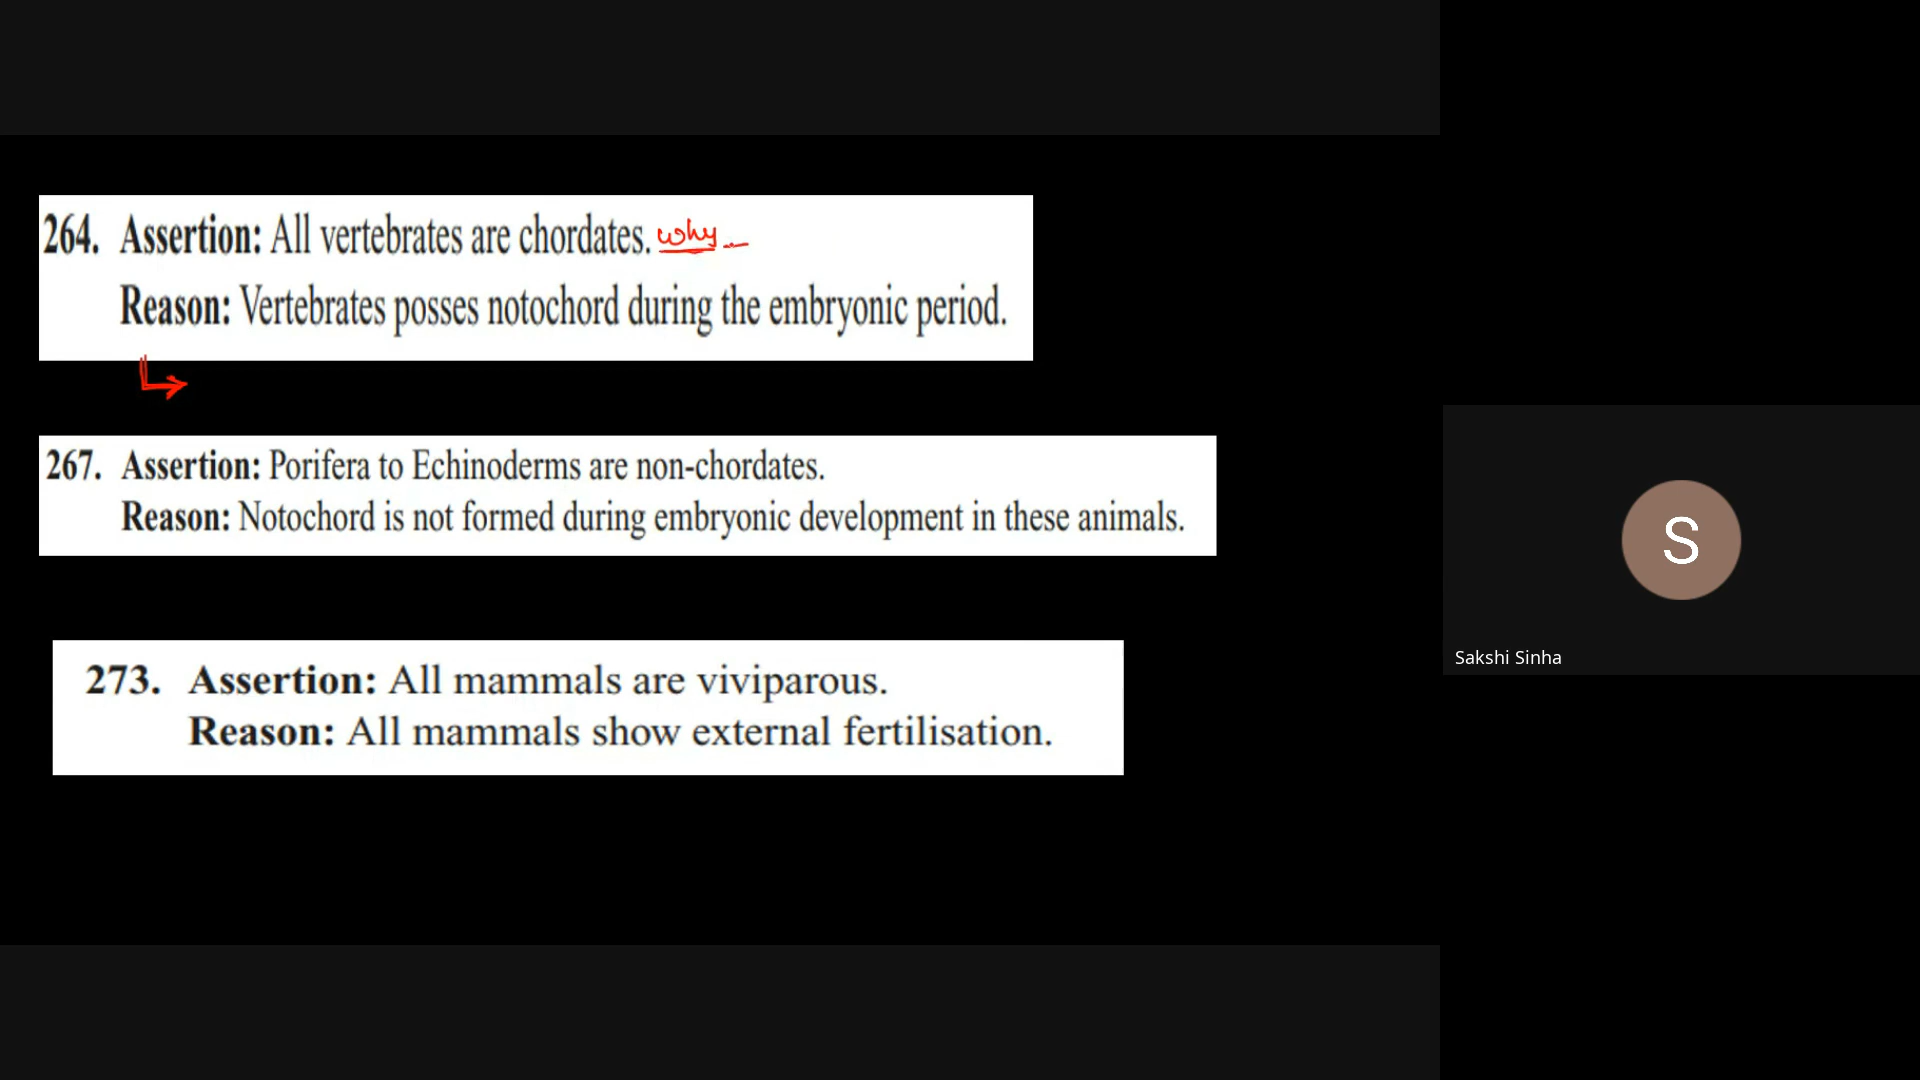 264. Assertion: All vertebrates are chordates. why _
Reason: Vertebrates posses notochord during the embryonic period.
267. Assertion: Porifera to Echinoderms are non-chordates.
Reason: Notochord is not formed during embryonic development in these animals.
273. Assertion: All mammals are viviparous.
Reason: All mammals show external fertilisation.
S
Sakshi Sinha